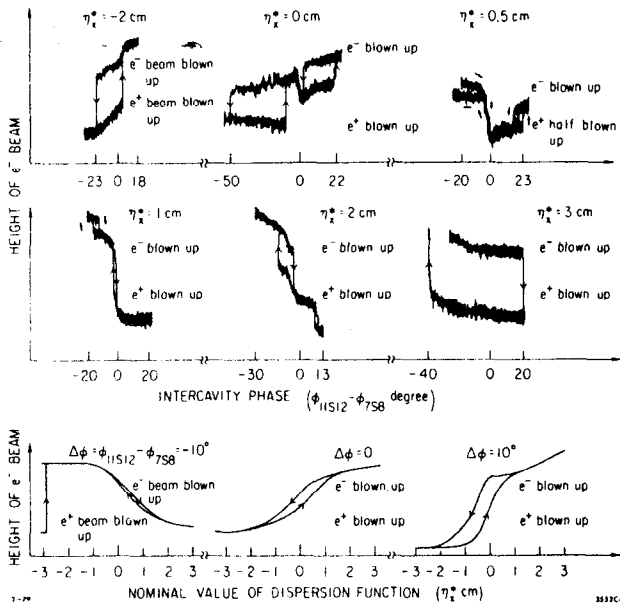 η*x = -2 cm
η*x = 0 cm
η*x = 0.5 cm
e⁻ beam blown
up
e⁺ beam blown
up
e⁻ blown up
e⁺ blown up
e⁻ blown up
e⁺ half blown
up
-23 0 18
-50 0 22
-20 0 23
HEIGHT OF e⁻ BEAM
η*x = 1 cm
η*x = 2 cm
η*x = 3 cm
e⁻ blown up
e⁺ blown up
e⁻ blown up
e⁺ blown up
e⁻ blown up
e⁺ blown up
-20 0 20
-30 0 13
-40 0 20
INTERCAVITY PHASE (φ11S12-φ7S8 degree)
HEIGHT OF e⁻ BEAM
Δφ=φ11S12-φ7S8=-10°
Δφ=0
Δφ=10°
e⁻ beam blown
up
e⁺ beam blown
up
e⁻ blown up
e⁺ blown up
e⁻ blown up
e⁺ blown up
-3 -2 -1 0 1 2 3
-3 -2 -1 0 1 2 3
-3 -2 -1 0 1 2 3
NOMINAL VALUE OF DISPERSION FUNCTION (η*x cm)